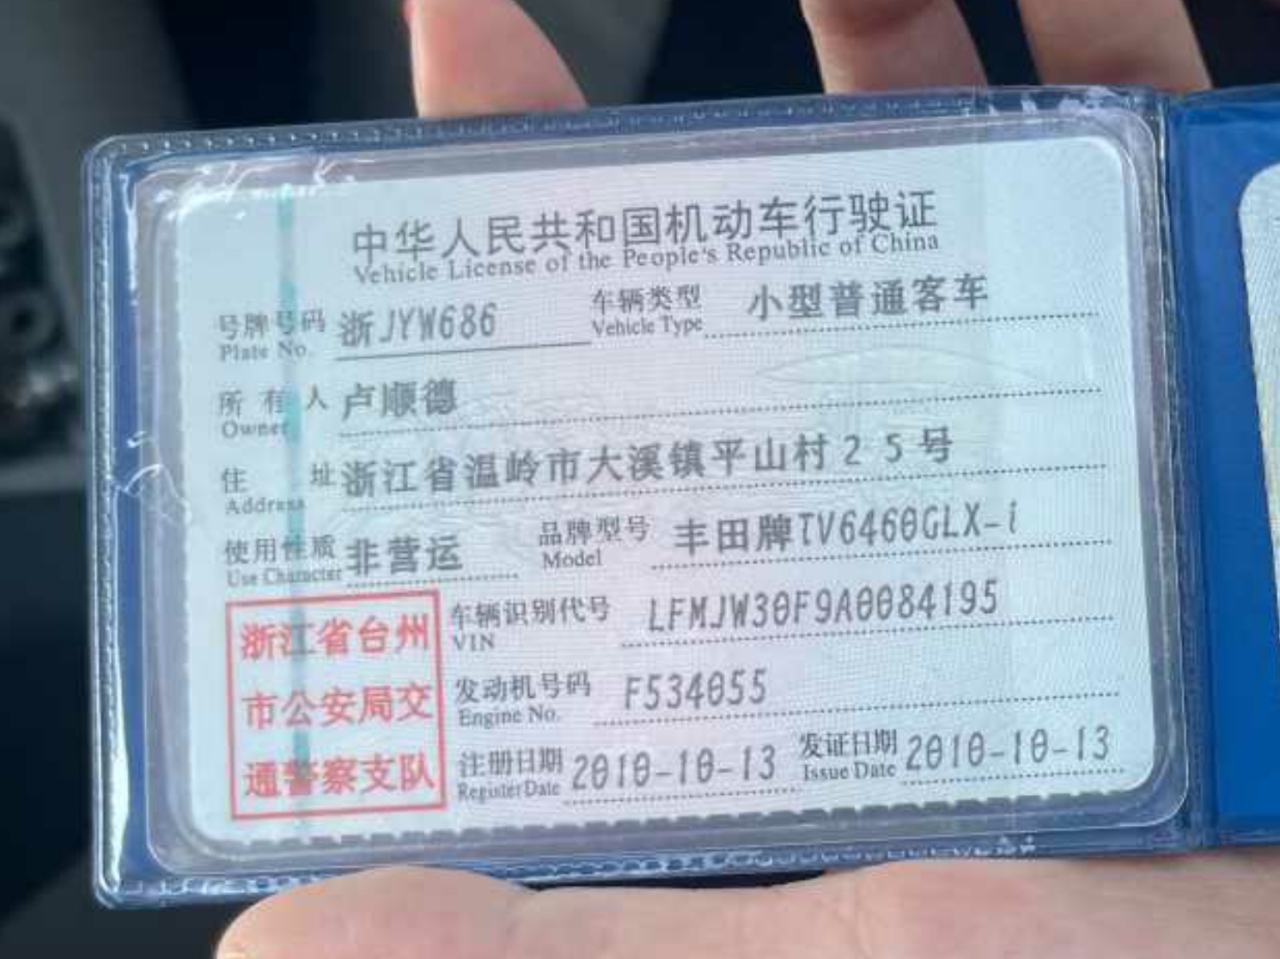 中华人民共和国机动车行驶证
Vehicle License of the People's Republic of China
号牌号码 浙JYW686 车辆类型 小型普通客车
Plate No. Vehicle Type
所有人 卢顺德
Owner
住址 浙江省温岭市大溪镇平山村25号
Address
使用性质 非营运 品牌型号 丰田牌TV6460GLX-i
Use Character Model
浙江省台州
市公安局交
通警察支队
车辆识别代号 LFMJW30F9A0084195
VIN
发动机号码 F534055
Engine No.
注册日期 2010-10-13 发证日期 2010-10-13
Register Date Issue Date